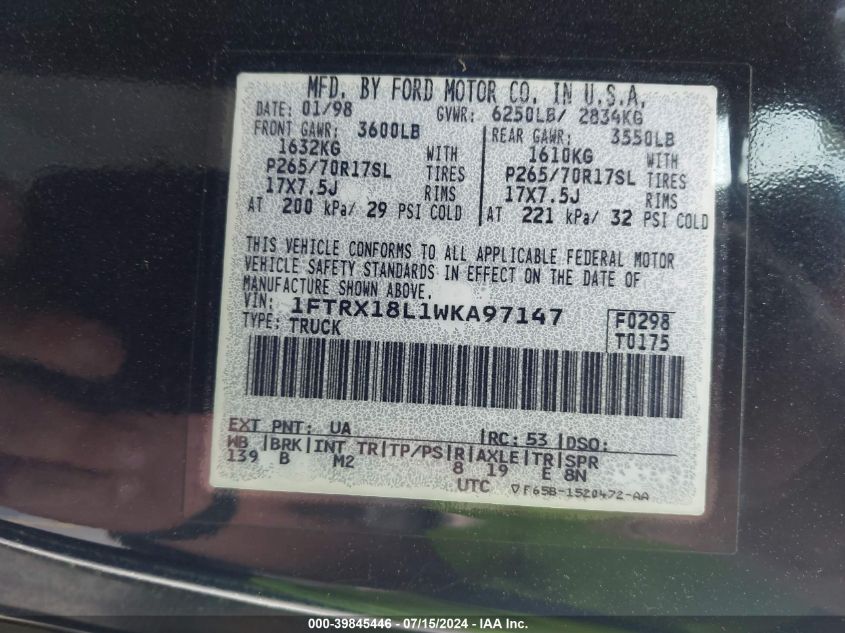 MFD. BY FORD MOTOR CO. IN U.S.A.
DATE: 01/98 GVWR: 6250LB/ 2834KG
FRONT GAWR: 3600LB REAR GAWR: 3550LB
1632KG WITH 1610KG WITH
P265/70R17SL TIRES P265/70R17SL TIRES
17X7.5J RIMS 17X7.5J RIMS
AT 200 kPa/ 29 PSI COLD AT 221 kPa/ 32 PSI COLD
THIS VEHICLE CONFORMS TO ALL APPLICABLE FEDERAL MOTOR
VEHICLE SAFETY STANDARDS IN EFFECT ON THE DATE OF
MANUFACTURE SHOWN ABOVE.
VIN: 1FTRX18L1WKA97147 F0298
TYPE: TRUCK T0175
EXT PNT: UA RC: 53 DSO:
WB |BRK|INT TR|TP/PS|R|AXLE|TR|SPR
139 B M2 8 19 E 8N
UTC ▽F65B-1520472-AA
000-39845446 - 07/15/2024 - IAA Inc.